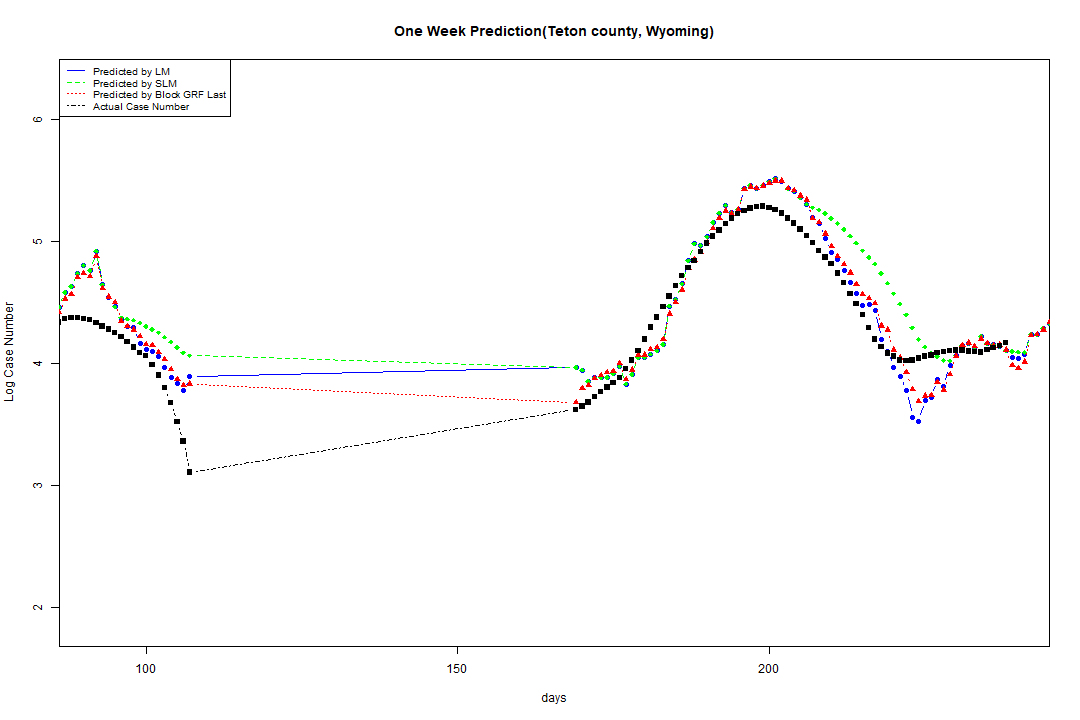 One Week Prediction(Teton county, Wyoming)
Predicted by LM
Predicted by SLM
Predicted by Block GRF Last
Actual Case Number
6
5
4
3
2
Log Case Number
100 150 200
days